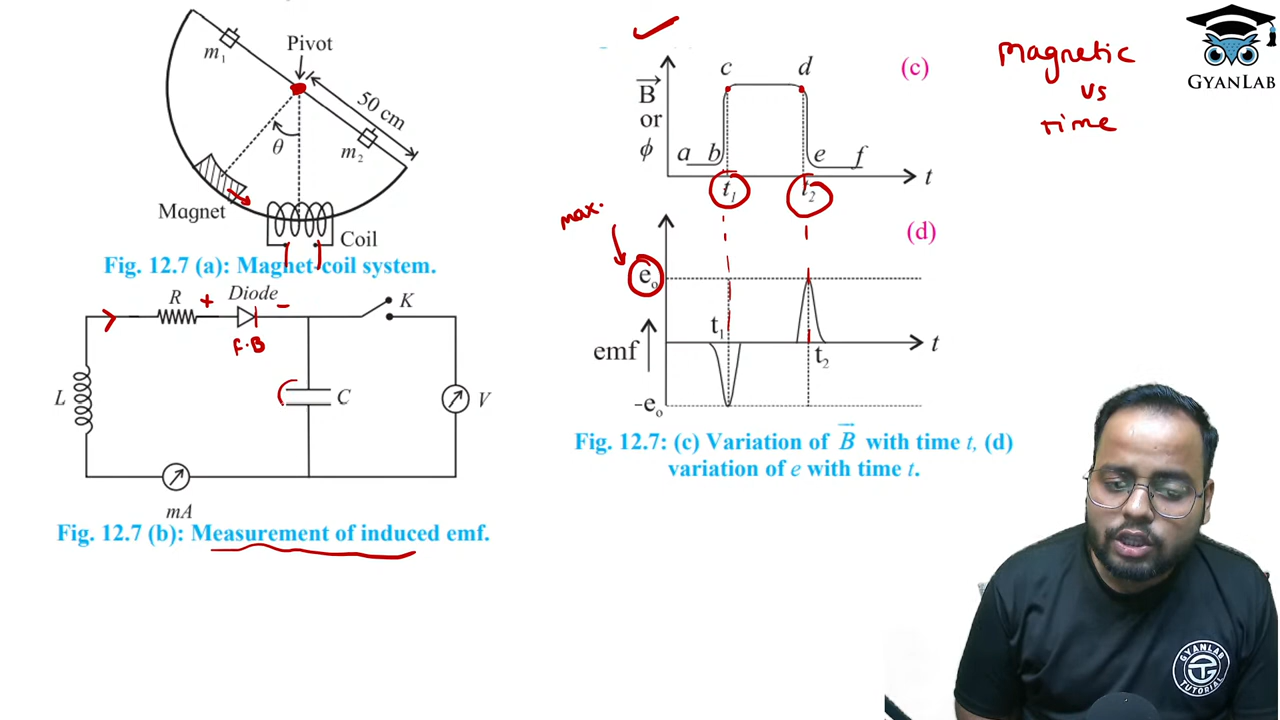 m₁
Pivot
50 cm
θ
m₂
Magnet
Coil
Fig. 12.7 (a): Magnet-coil system.
R
+
Diode
-
K
F.B
L
C
V
mA
Fig. 12.7 (b): Measurement of induced emf.
B
or
ϕ
a b
c
d
e f
(c)
t₁
t₂
t
max.
(d)
e₀
t₁
emf
t
t₂
-e₀
Fig. 12.7: (c) Variation of B with time t, (d)
variation of e with time t.
magnetic
vs
time
GYANLAB
GYANLAB
TUTORIAL